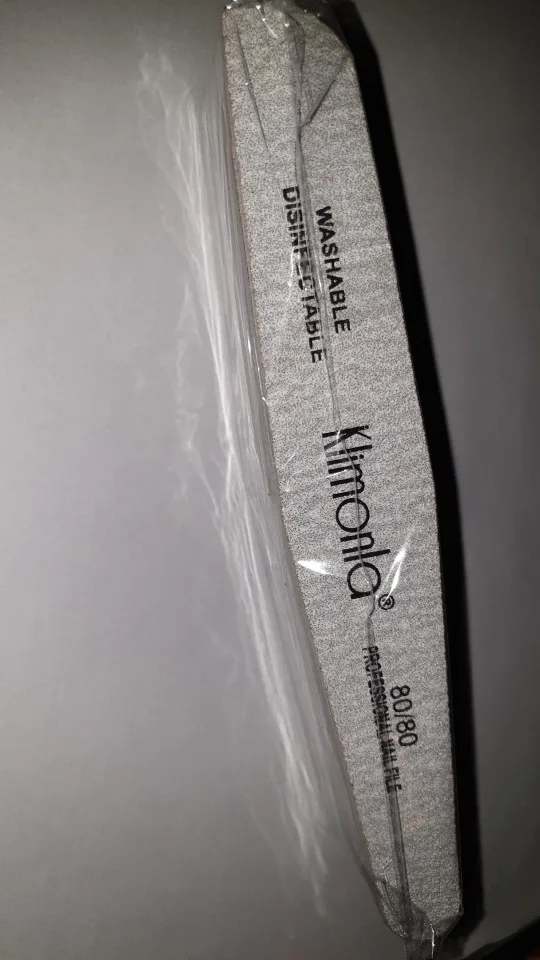 WASHABLE
DISINFECTABLE
Klimonla®
80/80
PROFESSIONAL NAIL FILE